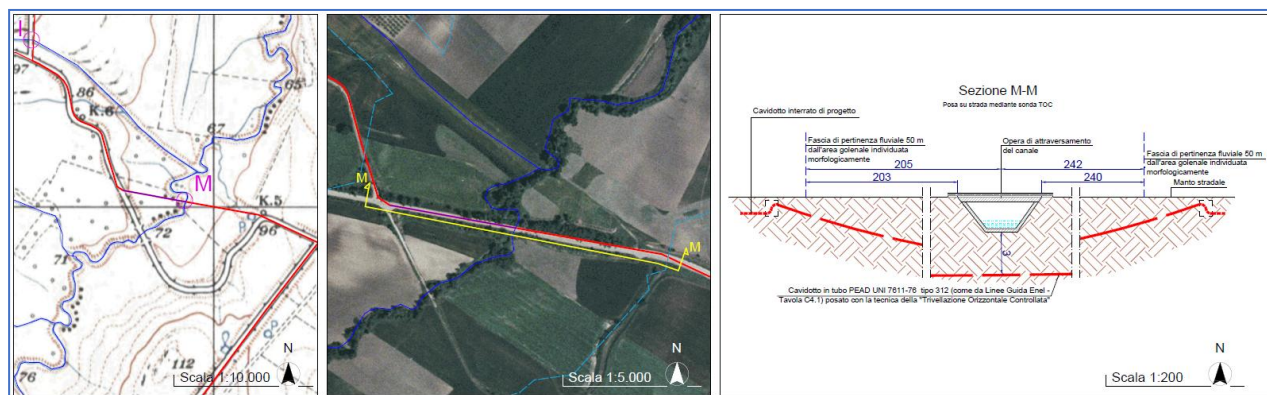 I
97
86
K.6
65
67
M
K.5
72
96
71
112
76
N
Scala 1:10.000
M
M
N
Scala 1:5.000
Sezione M-M
Posa su strada mediante sonda TOC
Cavidotto interrato di progetto
Fascia di pertinenza fluviale 50 m
dall'area golenale individuata
morfologicamente
Opera di attraversamento
del canale
Fascia di pertinenza fluviale 50 m
dall'area golenale individuata
morfologicamente
205
242
203
240
Manto stradale
3
Cavidotto in tubo PEAD UNI 7611-76 tipo 312 (come da Linee Guida Enel -
Tavola C4.1) posato con la tecnica della "Trivellazione Orizzontale Controllata"
N
Scala 1:200